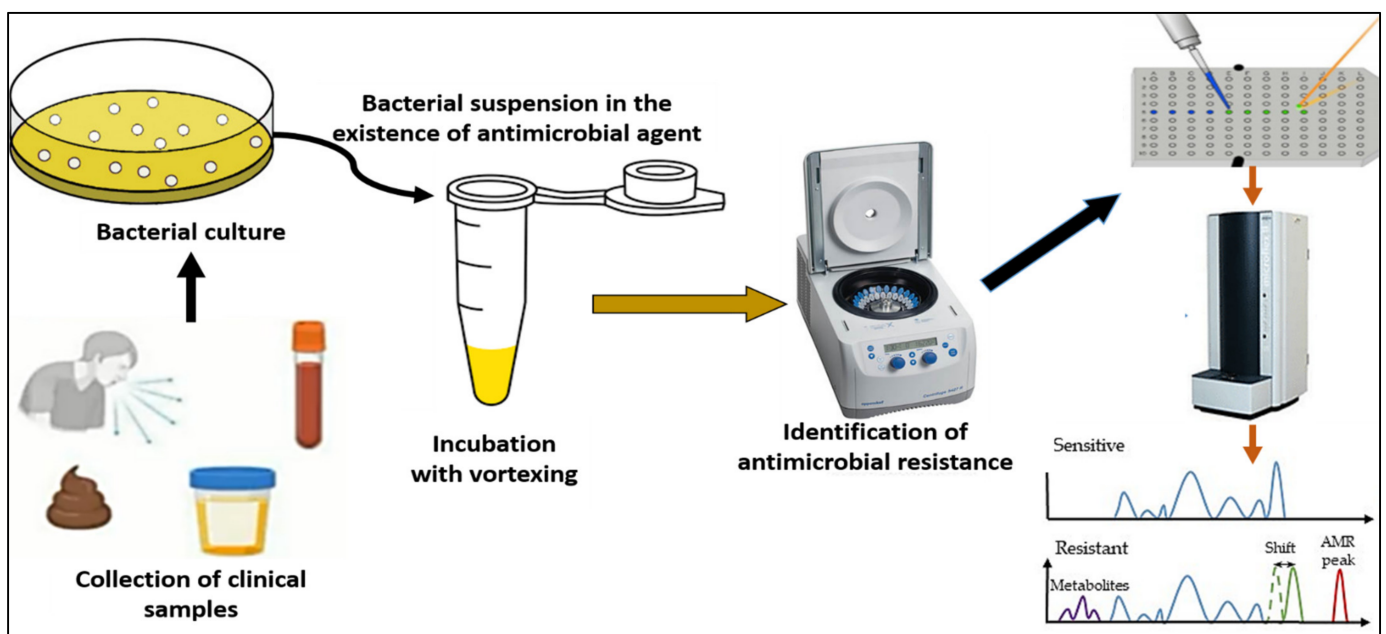 Bacterial suspension in the
existence of antimicrobial agent
Bacterial culture
Incubation
with vortexing
Identification of
antimicrobial resistance
Collection of clinical
samples
Sensitive
Resistant
Shift
AMR
peak
Metabolites